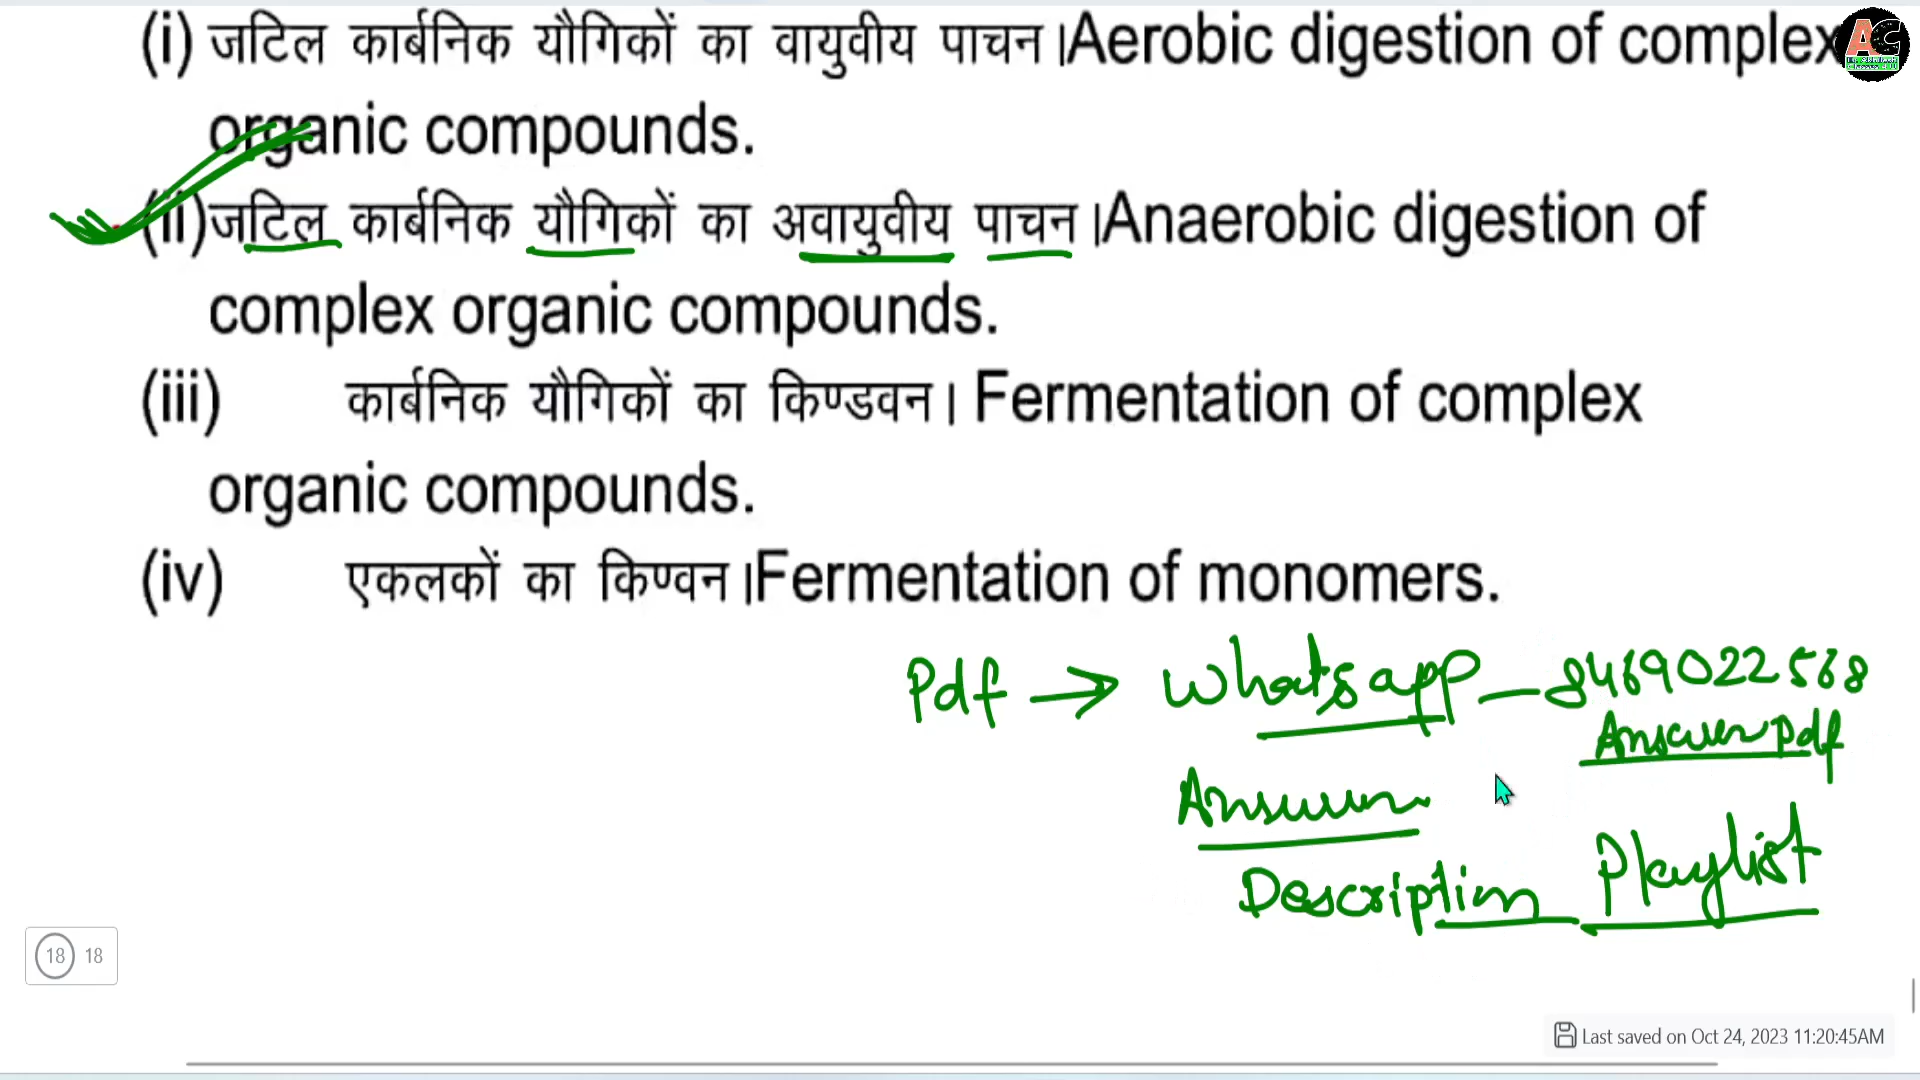 (i) जटिल कार्बनिक यौगिकों का वायुवीय पाचन।Aerobic digestion of complex
organic compounds.
(ii)जटिल कार्बनिक यौगिकों का अवायुवीय पाचन।Anaerobic digestion of
complex organic compounds.
(iii) कार्बनिक यौगिकों का किण्डवन। Fermentation of complex
organic compounds.
(iv) एकलकों का किण्वन।Fermentation of monomers.
Pdf → Whatsapp – 8469022568
Answer pdf
Answer
Description Playlist
18 18
Last saved on Oct 24, 2023 11:20:45AM
AC